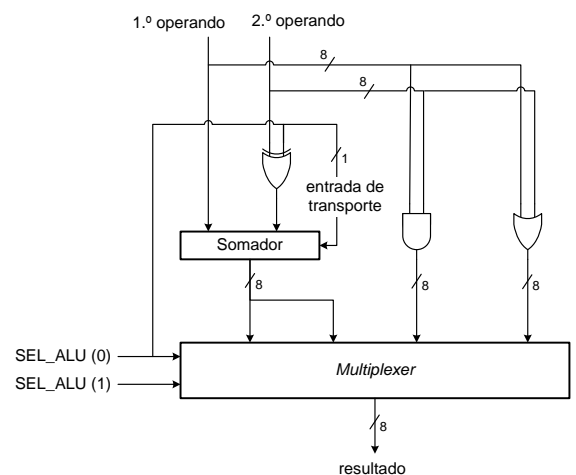 1.º operando 2.º operando
8
8
1
entrada de
transporte
Somador
8
8
8
SEL_ALU (0)
Multiplexer
SEL_ALU (1)
8
resultado